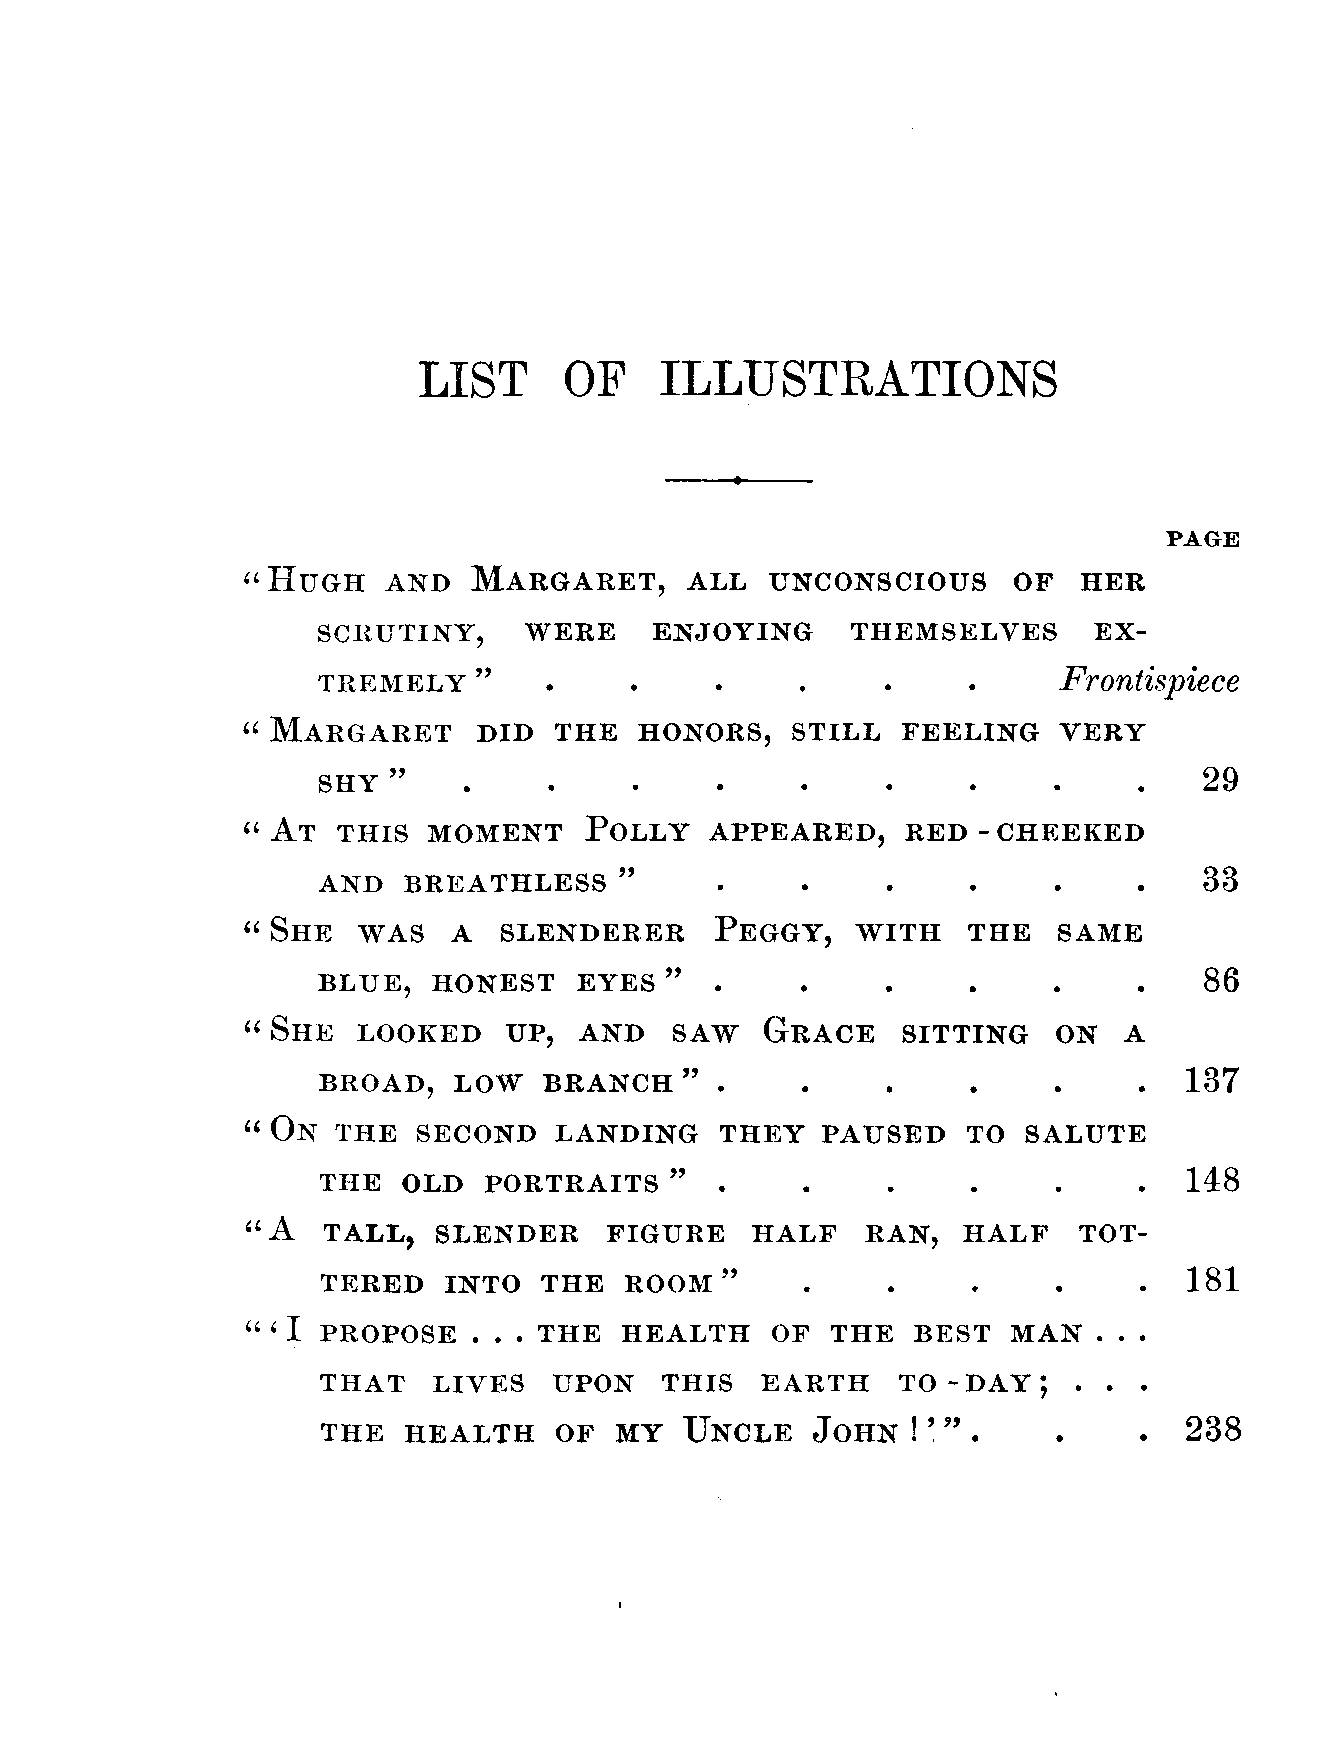 LIST OF ILLUSTRATIONS
PAGE
"Hugh and Margaret, all unconscious of her
scrutiny, were enjoying themselves ex-
tremely" . . . . . . Frontispiece
"Margaret did the honors, still feeling very
shy" . . . . . . . . . 29
"At this moment Polly appeared, red-cheeked
and breathless" . . . . . . 33
"She was a slenderer Peggy, with the same
blue, honest eyes" . . . . . . 86
"She looked up, and saw Grace sitting on a
broad, low branch" . . . . . . 137
"On the second landing they paused to salute
the old portraits" . . . . . . 148
"A tall, slender figure half ran, half tot-
tered into the room" . . . . . 181
"'I propose . . . the health of the best man . . .
that lives upon this earth to-day; . . .
the health of my Uncle John!'" . . . 238